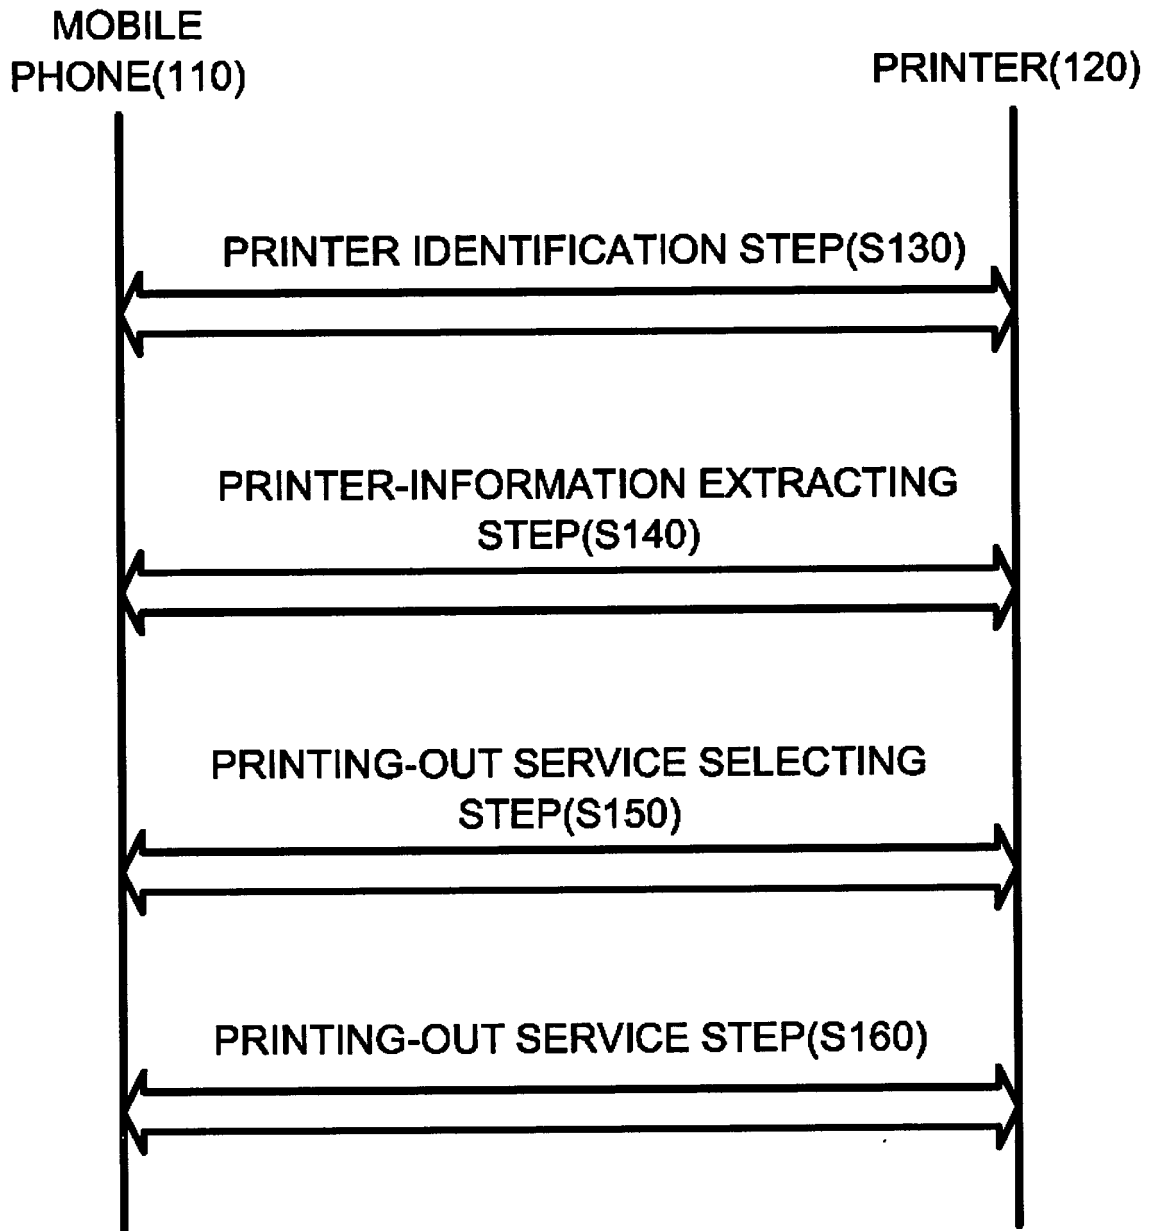 MOBILE
PHONE(110)
PRINTER(120)
PRINTER IDENTIFICATION STEP(S130)
PRINTER-INFORMATION EXTRACTING
STEP(S140)
PRINTING-OUT SERVICE SELECTING
STEP(S150)
PRINTING-OUT SERVICE STEP(S160)